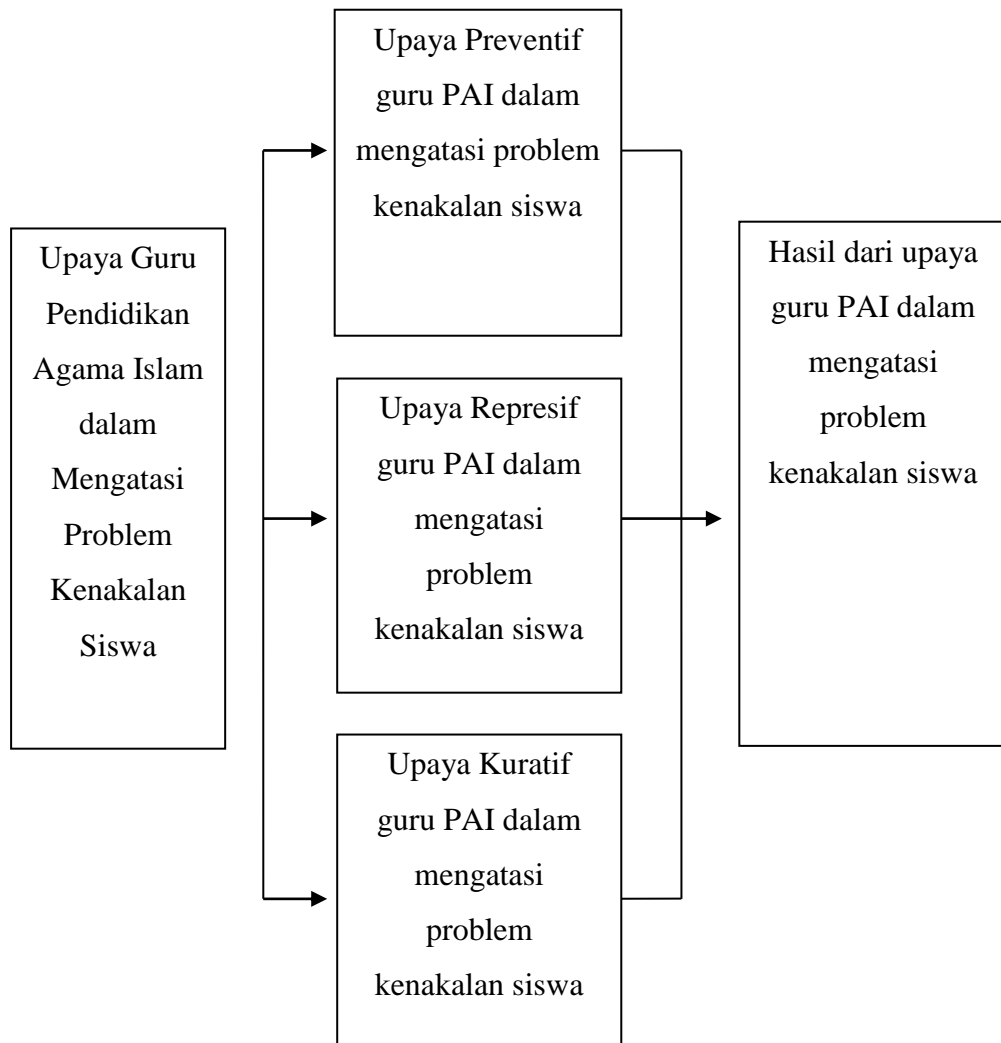 Upaya Guru
Pendidikan
Agama Islam
dalam
Mengatasi
Problem
Kenakalan
Siswa
Upaya Preventif
guru PAI dalam
mengatasi problem
kenakalan siswa
Upaya Represif
guru PAI dalam
mengatasi
problem
kenakalan siswa
Upaya Kuratif
guru PAI dalam
mengatasi
problem
kenakalan siswa
Hasil dari upaya
guru PAI dalam
mengatasi
problem
kenakalan siswa